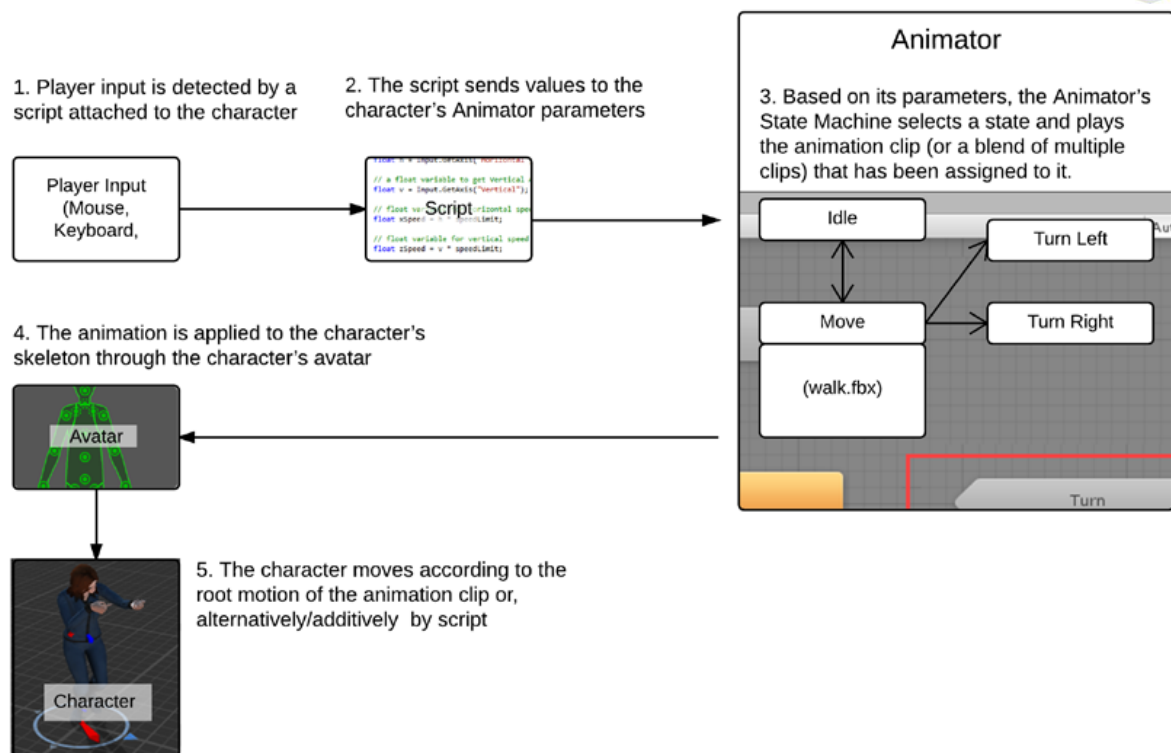 Animator
1. Player input is detected by a
script attached to the character
2. The script sends values to the
character's Animator parameters
3. Based on its parameters, the Animator's
State Machine selects a state and plays
the animation clip (or a blend of multiple
clips) that has been assigned to it.
Player Input
(Mouse,
Keyboard,
// a float variable to get Vertical
float v = Input.GetAxis("Vertical");
// float
float xSpeed = h * speedLimit;
Script
// float variable for vertical speed
float zSpeed = v * speedLimit;
Idle
Turn Left
Move
Turn Right
(walk.fbx)
Turn
4. The animation is applied to the character's
skeleton through the character's avatar
Avatar
5. The character moves according to the
root motion of the animation clip or,
alternatively/additively by script
Character